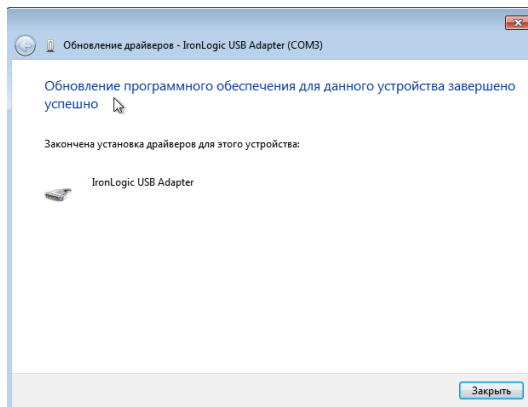 Обновление драйверов - IronLogic USB Adapter (COM3)
Обновление программного обеспечения для данного устройства завершено
успешно
Закончена установка драйверов для этого устройства:
IronLogic USB Adapter
Закрыть